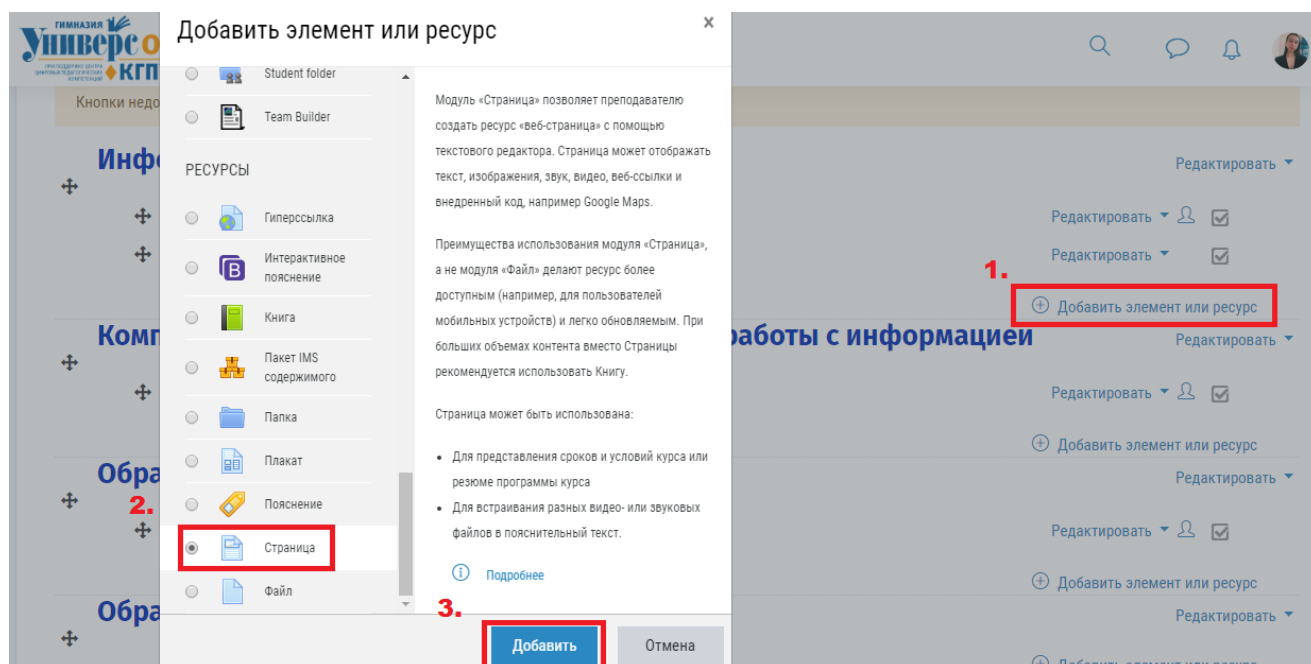 ГИМНАЗИЯ
УНИВЕРС О
КГП
Добавить элемент или ресурс
x
Кнопки недо
Student folder
Team Builder
РЕСУРСЫ
Гиперссылка
Интерактивное
пояснение
Книга
Пакет IMS
содержимого
Папка
Плакат
Пояснение
2.
Страница
Файл
Модуль «Страница» позволяет преподавателю
создать ресурс «веб-страница» с помощью
текстового редактора. Страница может отображать
текст, изображения, звук, видео, веб-ссылки и
внедренный код, например Google Maps.
Преимущества использования модуля «Страница»,
а не модуля «Файл» делают ресурс более
доступным (например, для пользователей
мобильных устройств) и легко обновляемым. При
больших объемах контента вместо Страницы
рекомендуется использовать Книгу.
Страница может быть использована:
• Для представления сроков и условий курса или
резюме программы курса
• Для встраивания разных видео- или звуковых
файлов в пояснительный текст.
Подробнее
3.
Добавить
Отмена
Инфо
Редактировать
Редактировать
Редактировать
1.
Добавить элемент или ресурс
Комп
работы с информацией
Редактировать
Редактировать
Добавить элемент или ресурс
Обра
Редактировать
Редактировать
Добавить элемент или ресурс
Обра
Редактировать
Добавить элемент или ресурс